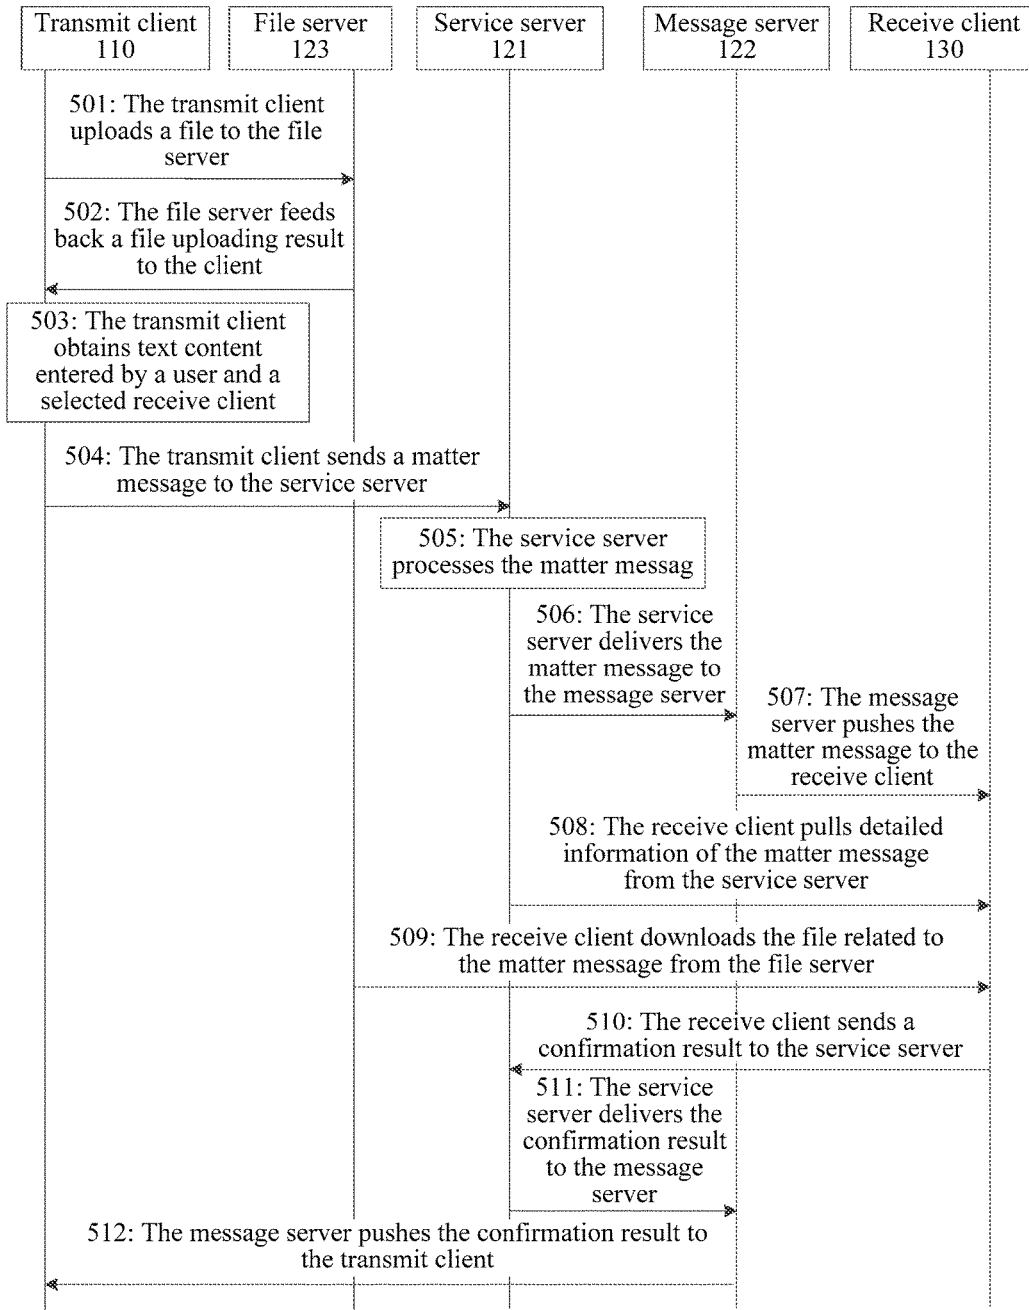 Transmit client
110
File server
123
Service server
121
Message server
122
Receive client
130
501: The transmit client
uploads a file to the file
server
502: The file server feeds
back a file uploading result
to the client
503: The transmit client
obtains text content
entered by a user and a
selected receive client
504: The transmit client sends a matter
message to the service server
505: The service server
processes the matter messag
506: The service
server delivers the
matter message to
the message server
507: The message
server pushes the
matter message to the
receive client
508: The receive client pulls detailed
information of the matter message
from the service server
509: The receive client downloads the file related to
the matter message from the file server
510: The receive client sends a
confirmation result to the service server
511: The service
server delivers the
confirmation result
to the message
server
512: The message server pushes the confirmation result to
the transmit client